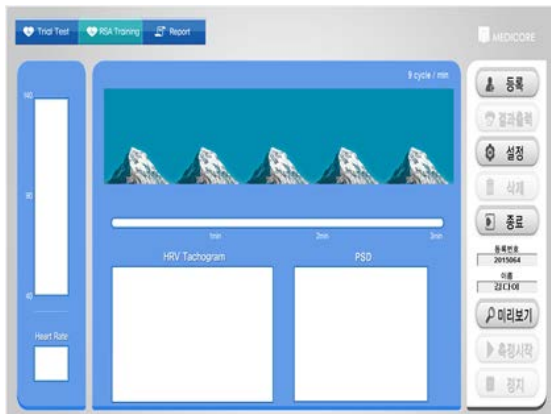 Trial Test
RSA Training
Report
MEDICORE
9 cycle / min
140
90
40
1min
2min
3min
HRV Tachogram
PSD
Heart Rate
등록
결과출력
설정
삭제
종료
등록번호
2015064
이름
김다예
미리보기
측정시작
정지